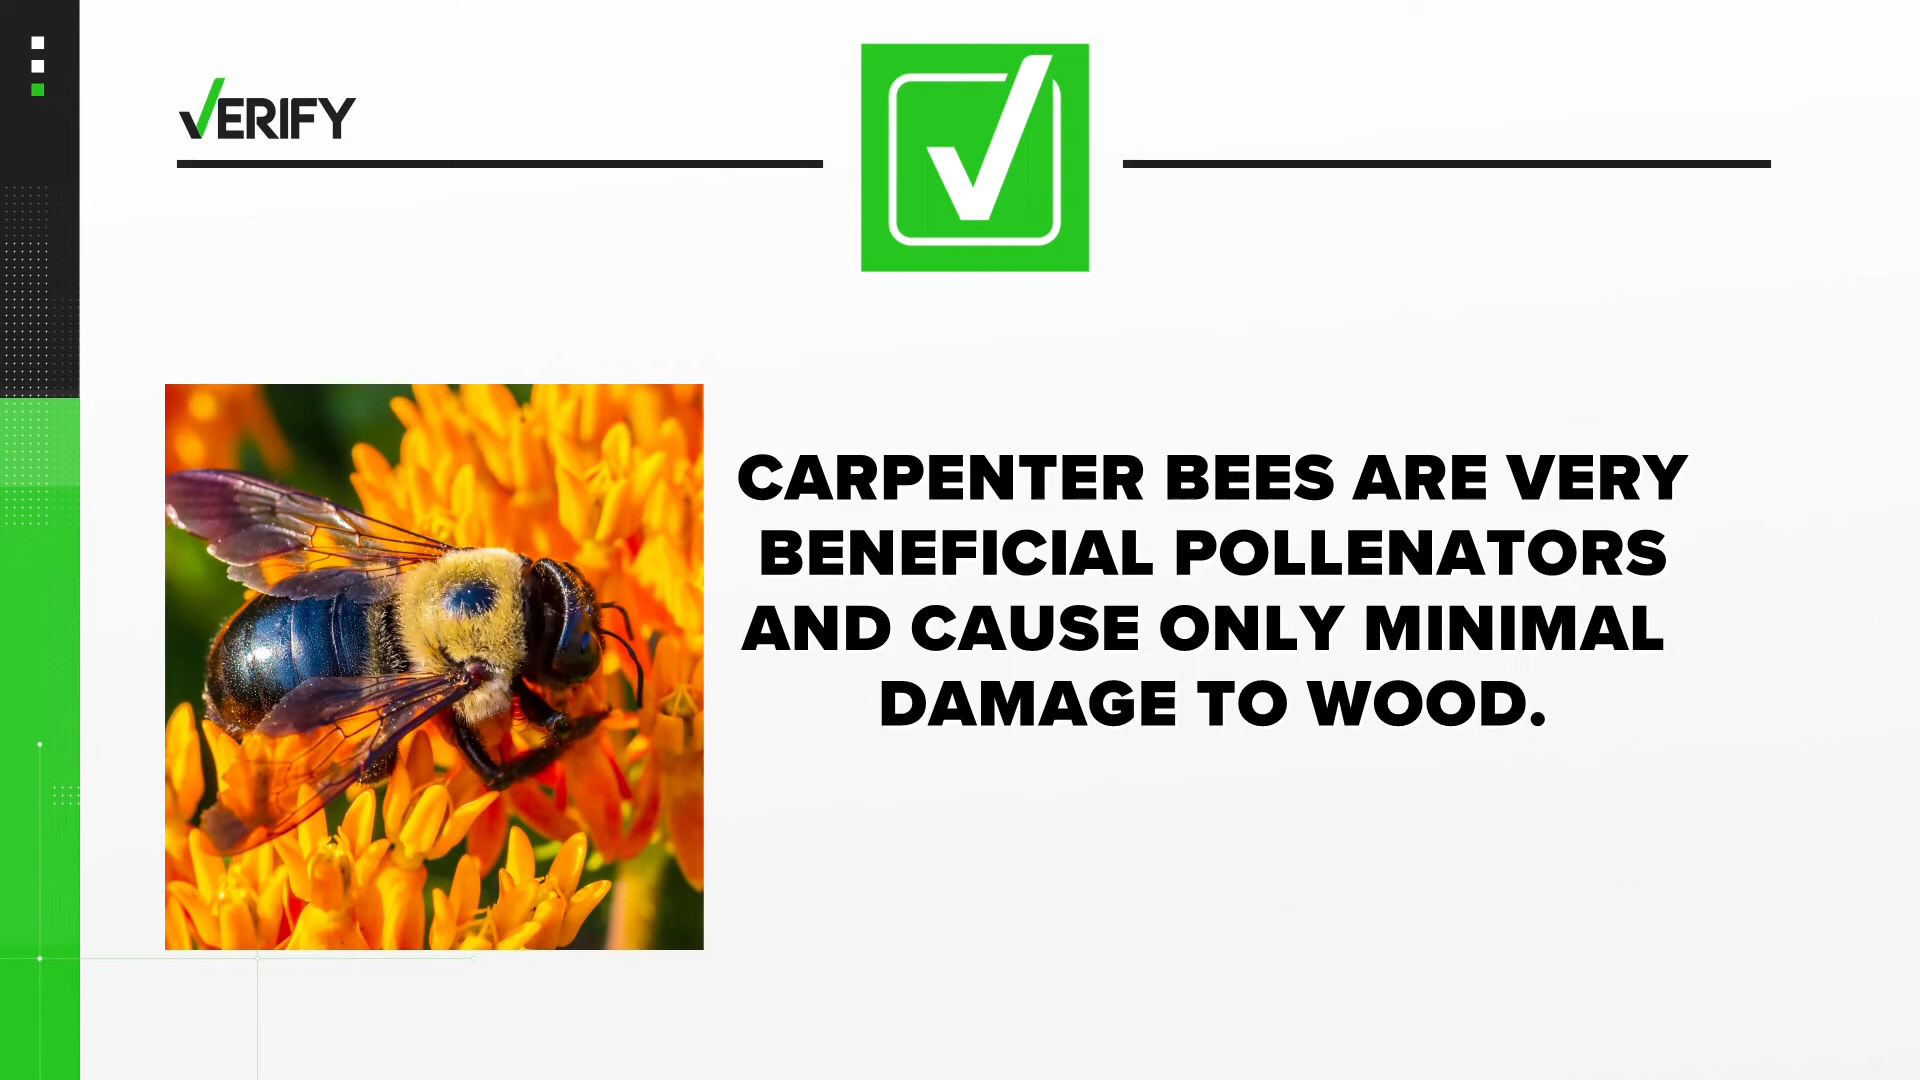 VERIFY
CARPENTER BEES ARE VERY
BENEFICIAL POLLENATORS
AND CAUSE ONLY MINIMAL
DAMAGE TO WOOD.